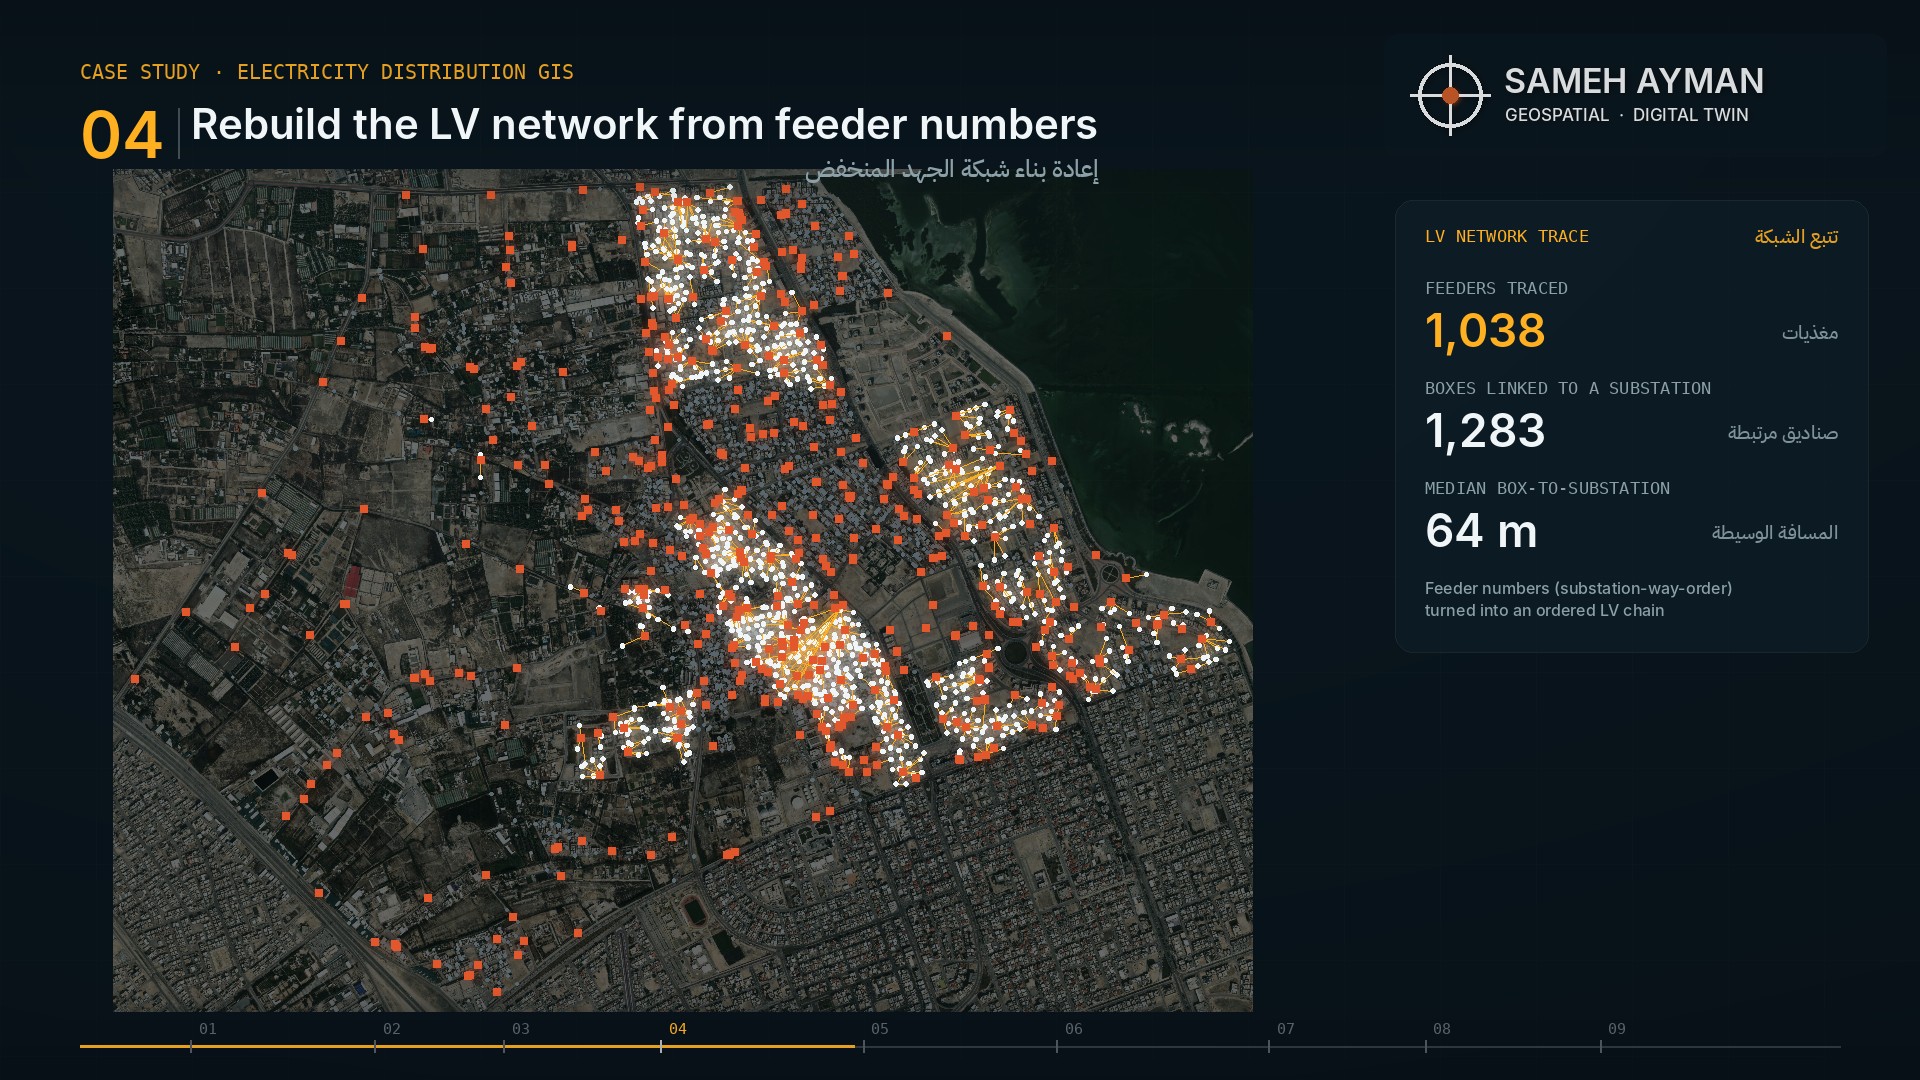 CASE STUDY · ELECTRICITY DISTRIBUTION GIS
04
Rebuild the LV network from feeder numbers
إعادة بناء شبكة الجهد المنخفض
SAMEH AYMAN
GEOSPATIAL · DIGITAL TWIN
LV NETWORK TRACE
تتبع الشبكة
FEEDERS TRACED
1,038
مغذيات
BOXES LINKED TO A SUBSTATION
1,283
صناديق مرتبطة
MEDIAN BOX-TO-SUBSTATION
64 m
المسافة الوسيطة
Feeder numbers (substation-way-order)
turned into an ordered LV chain
01 02 03 04 05 06 07 08 09